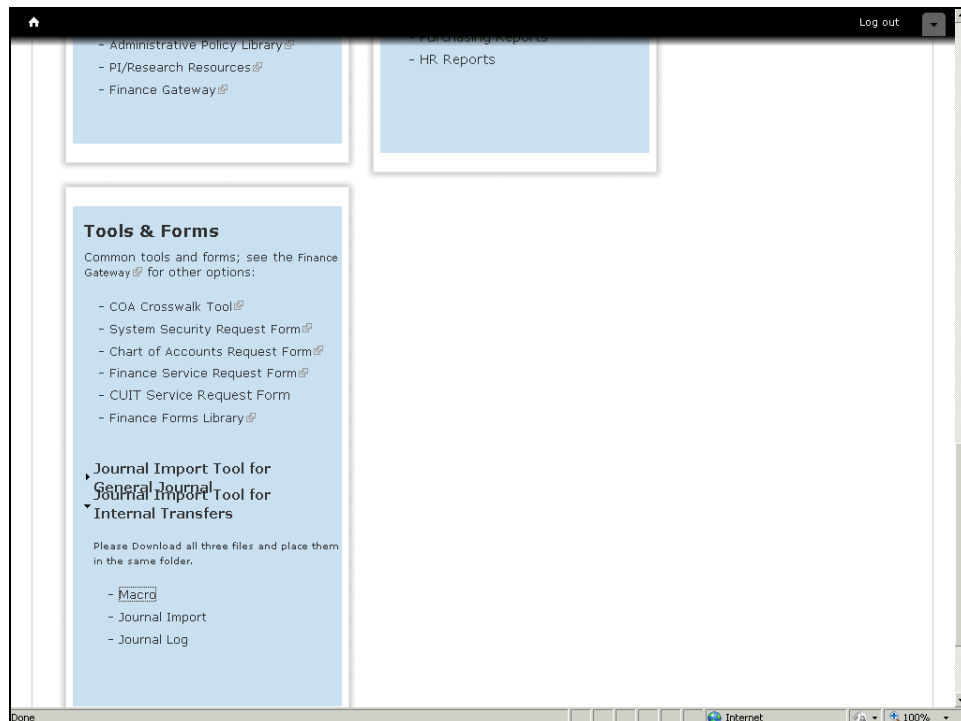 Log out
- Administrative Policy Library
- PI/Research Resources
- Finance Gateway
- Purchasing Reports
- HR Reports
Tools & Forms
Common tools and forms; see the Finance
Gateway for other options:
- COA Crosswalk Tool
- System Security Request Form
- Chart of Accounts Request Form
- Finance Service Request Form
- CUIT Service Request Form
- Finance Forms Library
Journal Import Tool for
General Journal
Journal Import Tool for
Internal Transfers
Please Download all three files and place them
in the same folder.
- Macro
- Journal Import
- Journal Log
Done
Internet
100%